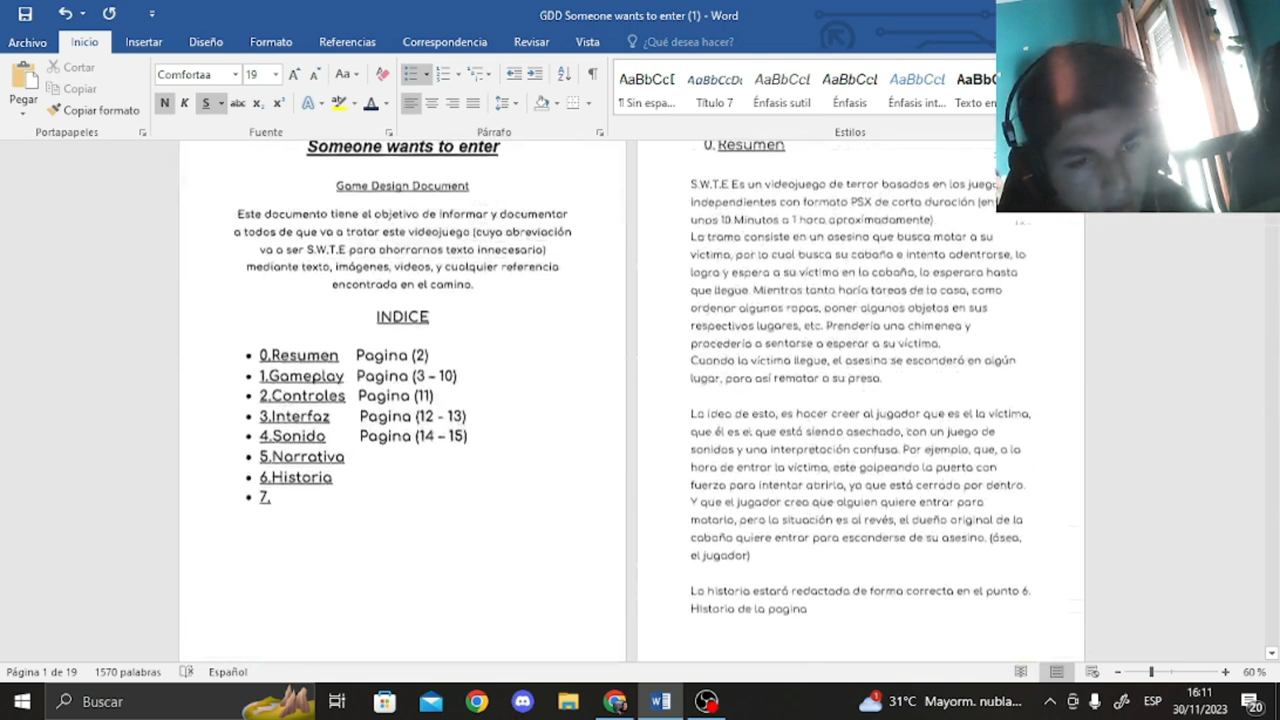 GDD Someone wants to enter (1) - Word
Archivo Inicio Insertar Diseño Formato Referencias Correspondencia Revisar Vista ¿Qué desea hacer?
Pegar
Cortar
Copiar
Copiar formato
Portapapeles
Comfortaa 19
Aa
N K S abc x₂ x²
Fuente
Párrafo
AaBbCcD AaBbCcDı AaBbCcI AaBbCcI AaBbCcI AaBbC
¶ Sin espa... Título 7 Énfasis sutil Énfasis Énfasis int... Texto en
Estilos
Someone wants to enter
Game Design Document
Este documento tiene el objetivo de informar y documentar
a todos de que va a tratar este videojuego (cuya abreviación
va a ser S.W.T.E para ahorrarnos texto innecesario)
mediante texto, imágenes, videos, y cualquier referencia
encontrada en el camino.
INDICE
• 0.Resumen Pagina (2)
• 1.Gameplay Pagina (3 – 10)
• 2.Controles Pagina (11)
• 3.Interfaz Pagina (12 - 13)
• 4.Sonido Pagina (14 – 15)
• 5.Narrativa
• 6.Historia
• 7.
0. Resumen
S.W.T.E Es un videojuego de terror basados en los jueg
independientes con formato PSX de corta duración (en
unos 10 Minutos a 1 hora aproximadamente)
La trama consiste en un asesino que busca matar a su
víctima, por lo cual busca su cabaña e intenta adentrarse, lo
logra y espera a su víctima en la cabaña, la esperara hasta
que llegue. Mientras tanto haría tareas de la casa, como
ordenar algunas ropas, poner algunos objetos en sus
respectivos lugares, etc. Prendería una chimenea y
procedería a sentarse a esperar a su víctima.
Cuando la víctima llegue, el asesino se esconderá en algún
lugar, para así rematar a su presa.
La idea de esto, es hacer creer al jugador que es el la víctima,
que él es el que está siendo asechado, con un juego de
sonidos y una interpretación confusa. Por ejemplo, que, a la
hora de entrar la víctima, este golpeando la puerta con
fuerza para intentar abrirla, ya que está cerrada por dentro.
Y que el jugador crea que alguien quiere entrar para
matarlo, pero la situación es al revés, el dueño original de la
cabaña quiere entrar para esconderse de su asesino. (ósea,
el jugador)
La historia estará redactada de forma correcta en el punto 6.
Historia de la pagina
Página 1 de 19 1570 palabras Español 60 %
Buscar
1 31°C Mayorm. nubla... ESP 16:11
30/11/2023 20